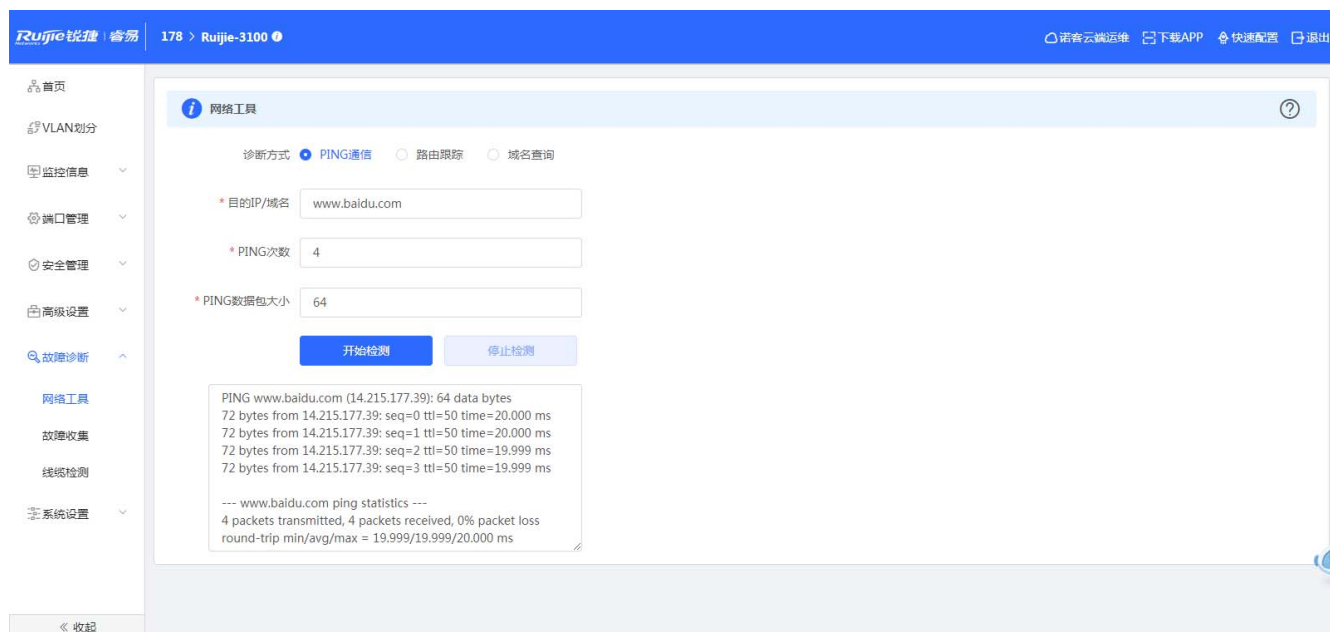 Ruijie锐捷 睿易
Networks
178 > Ruijie-3100
诺客云端运维 下载APP 快速配置 退出
首页
VLAN划分
监控信息
端口管理
安全管理
高级设置
故障诊断
网络工具
故障收集
线缆检测
系统设置
《 收起
网络工具
诊断方式 PING通信 路由跟踪 域名查询
* 目的IP/域名 www.baidu.com
* PING次数 4
* PING数据包大小 64
开始检测 停止检测
PING www.baidu.com (14.215.177.39): 64 data bytes
72 bytes from 14.215.177.39: seq=0 ttl=50 time=20.000 ms
72 bytes from 14.215.177.39: seq=1 ttl=50 time=20.000 ms
72 bytes from 14.215.177.39: seq=2 ttl=50 time=19.999 ms
72 bytes from 14.215.177.39: seq=3 ttl=50 time=19.999 ms
--- www.baidu.com ping statistics ---
4 packets transmitted, 4 packets received, 0% packet loss
round-trip min/avg/max = 19.999/19.999/20.000 ms